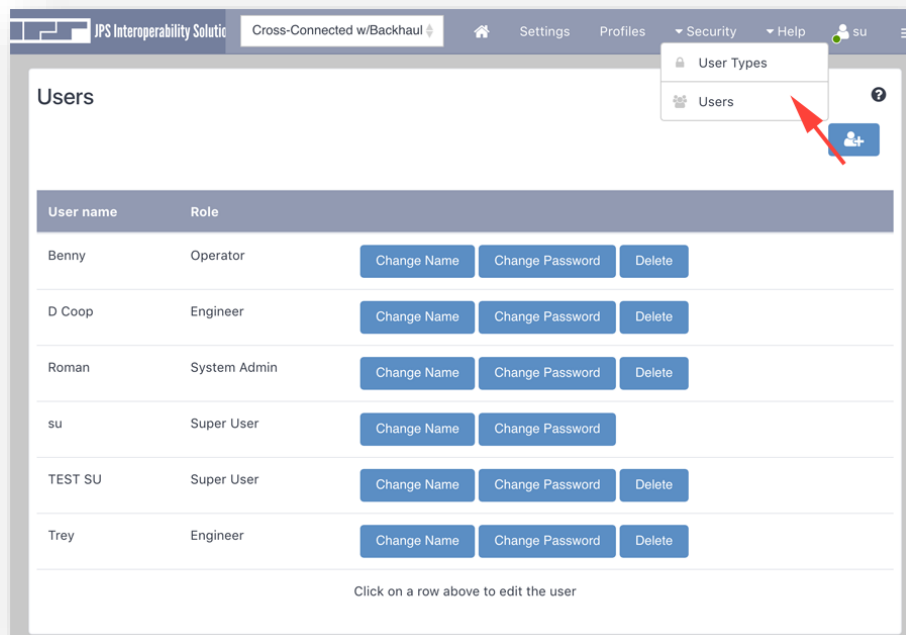 JPS Interoperability Solutio
Cross-Connected w/Backhaul
Settings
Profiles
Security
Help
su
User Types
Users
Users
User name Role
Benny Operator Change Name Change Password Delete
D Coop Engineer Change Name Change Password Delete
Roman System Admin Change Name Change Password Delete
su Super User Change Name Change Password
TEST SU Super User Change Name Change Password Delete
Trey Engineer Change Name Change Password Delete
Click on a row above to edit the user